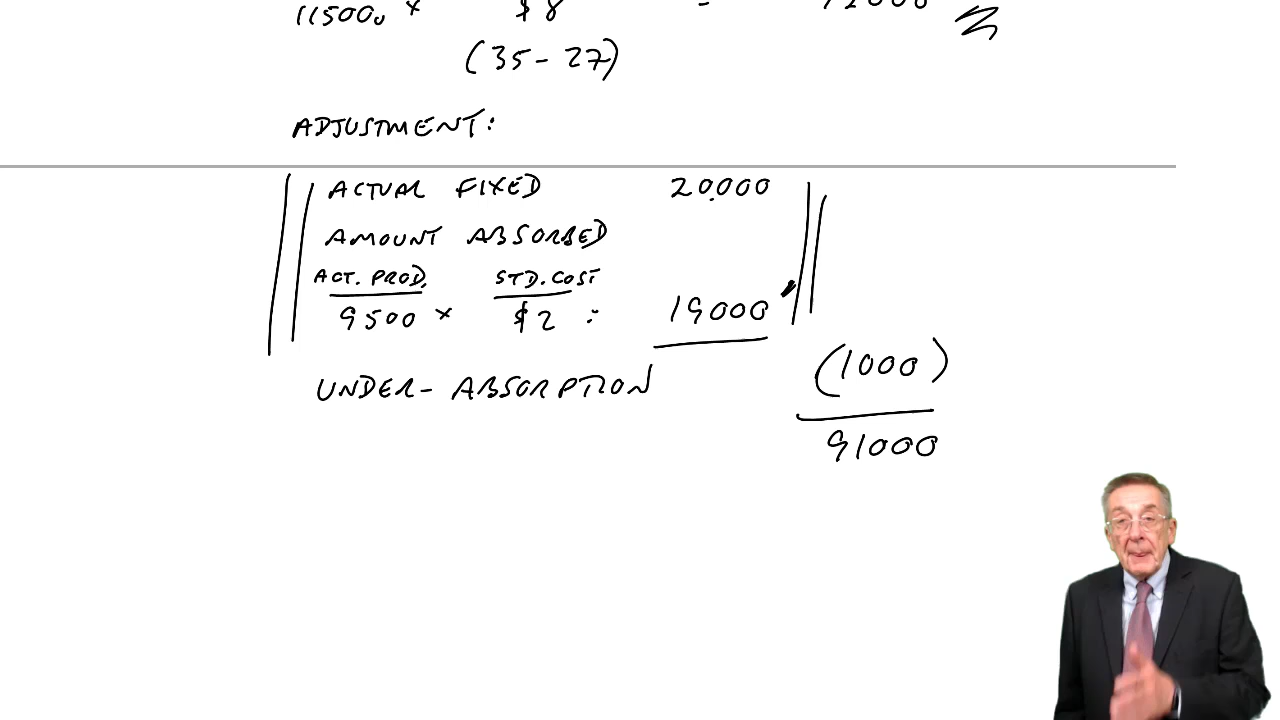 11500 × $8 = 92000
(35 - 27)
ADJUSTMENT:
ACTUAL FIXED 20,000
AMOUNT ABSORBED
ACT. PROD. STD. COST
9500 × $2 = 19000
UNDER-ABSORPTION (1000)
91000